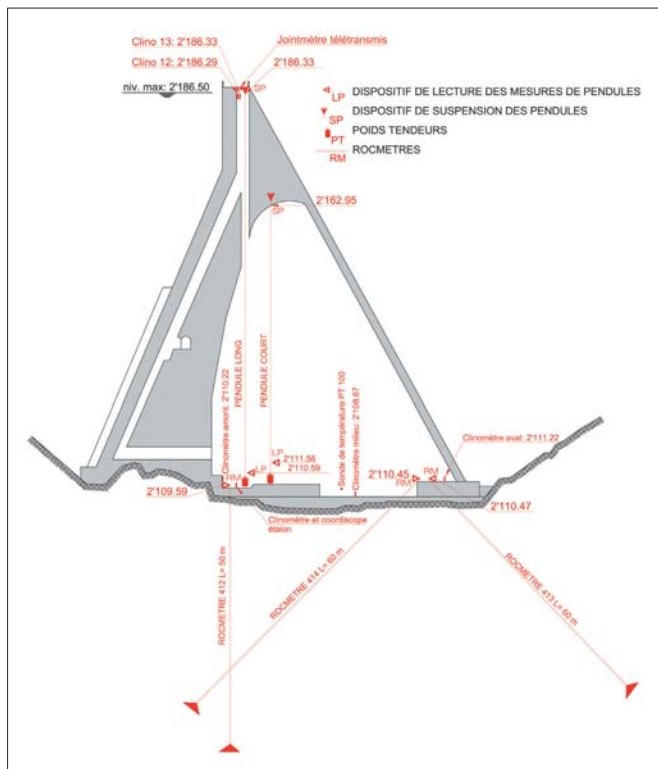 Clino 13: 2'186.33
Jointmètre télétransmis
Clino 12: 2'186.29
2'186.33
niv. max: 2'186.50
SP
LP DISPOSITIF DE LECTURE DES MESURES DE PENDULES
SP DISPOSITIF DE SUSPENSION DES PENDULES
PT POIDS TENDEURS
RM ROCMETRES
2'162.95
SP
Clinomètre amont: 2'110.22
PENDULE LONG
PENDULE COURT
Sonde de température PT 100
Clinomètre milieu: 2'108.67
Clinomètre aval: 2'111.22
LP
2'111.56
LP
2'110.59
RM
2'110.45
RM
RM
2'109.59
2'110.47
Clinomètre et coordiscope
étalon
ROCMETRE 412 L= 50 m
ROCMETRE 414 L= 60 m
ROCMETRE 413 L= 60 m